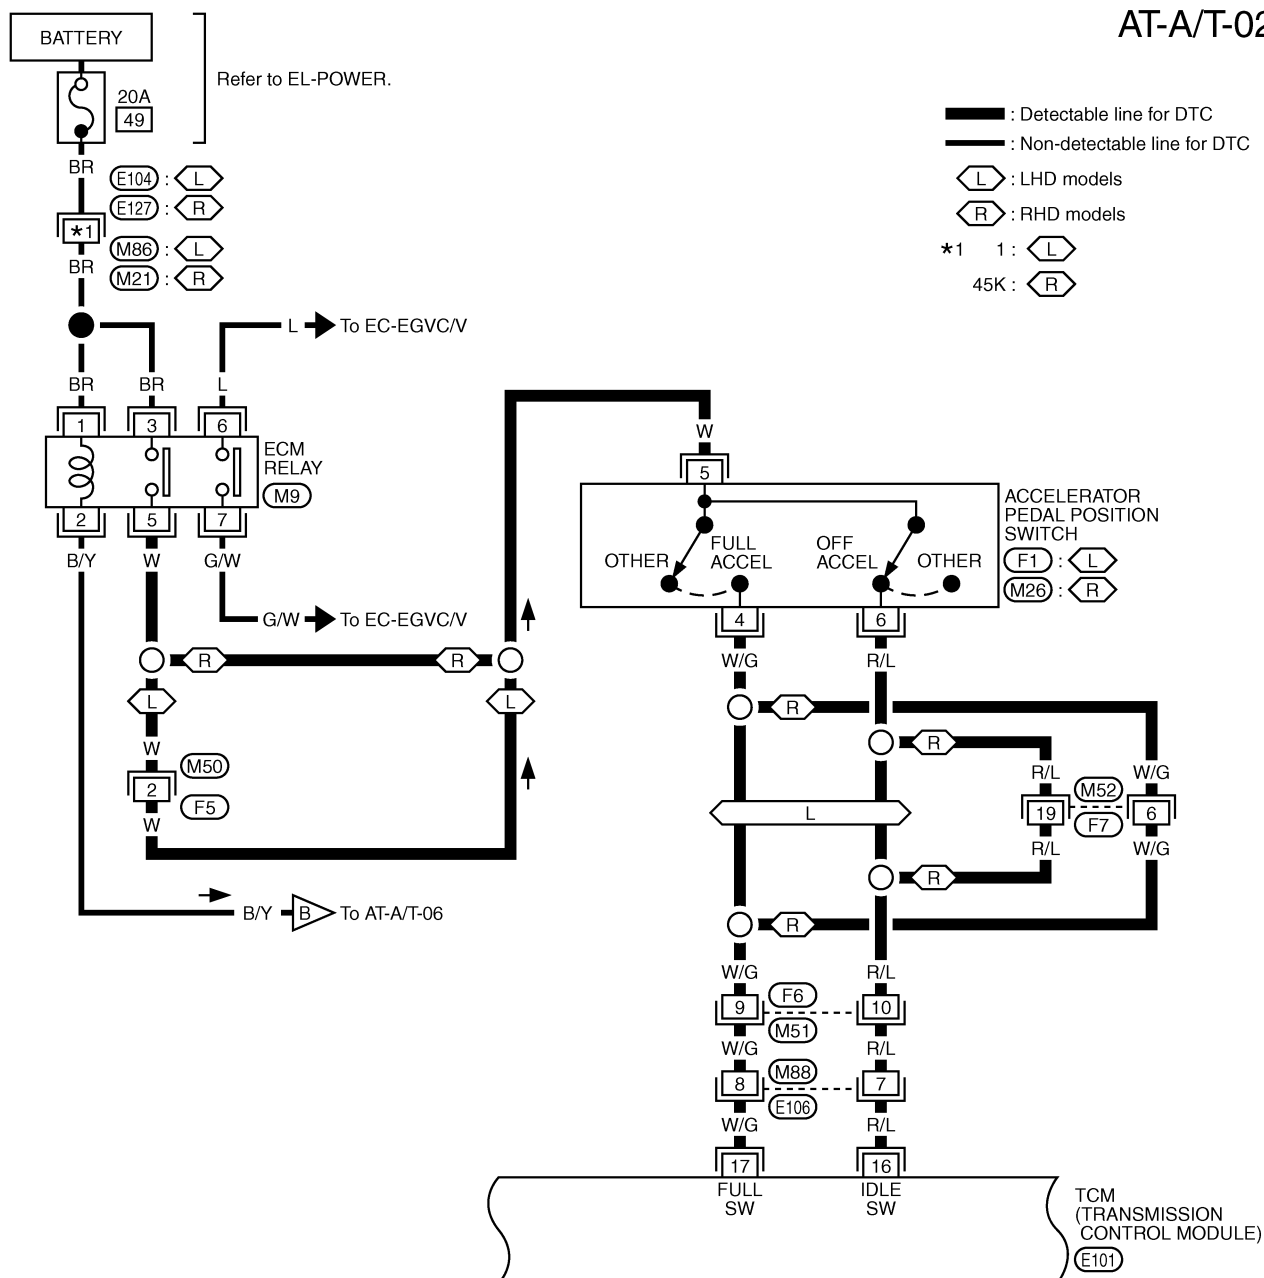 AT-A/T-02
BATTERY
Refer to EL-POWER.
20A
49
BR
E104 : L
E127 : R
*1
M86 : L
M21 : R
BR
: Detectable line for DTC
: Non-detectable line for DTC
L : LHD models
R : RHD models
*1 1 : L
45K : R
L To EC-EGVC/V
BR BR L
1 3 6
ECM
RELAY
M9
2 5 7
B/Y W G/W
G/W To EC-EGVC/V
R R
L L
W
M50
2
F5
W
B/Y B To AT-A/T-06
W
5
ACCELERATOR
PEDAL POSITION
SWITCH
F1 : L
M26 : R
OTHER
FULL
ACCEL
OFF
ACCEL
OTHER
4 6
W/G R/L
R
R
R/L W/G
M52
19 6
F7
R/L W/G
L
R
R
W/G R/L
F6
9 10
M51
W/G R/L
M88
8 7
E106
W/G R/L
17 16
FULL
SW
IDLE
SW
TCM
(TRANSMISSION
CONTROL MODULE)
E101